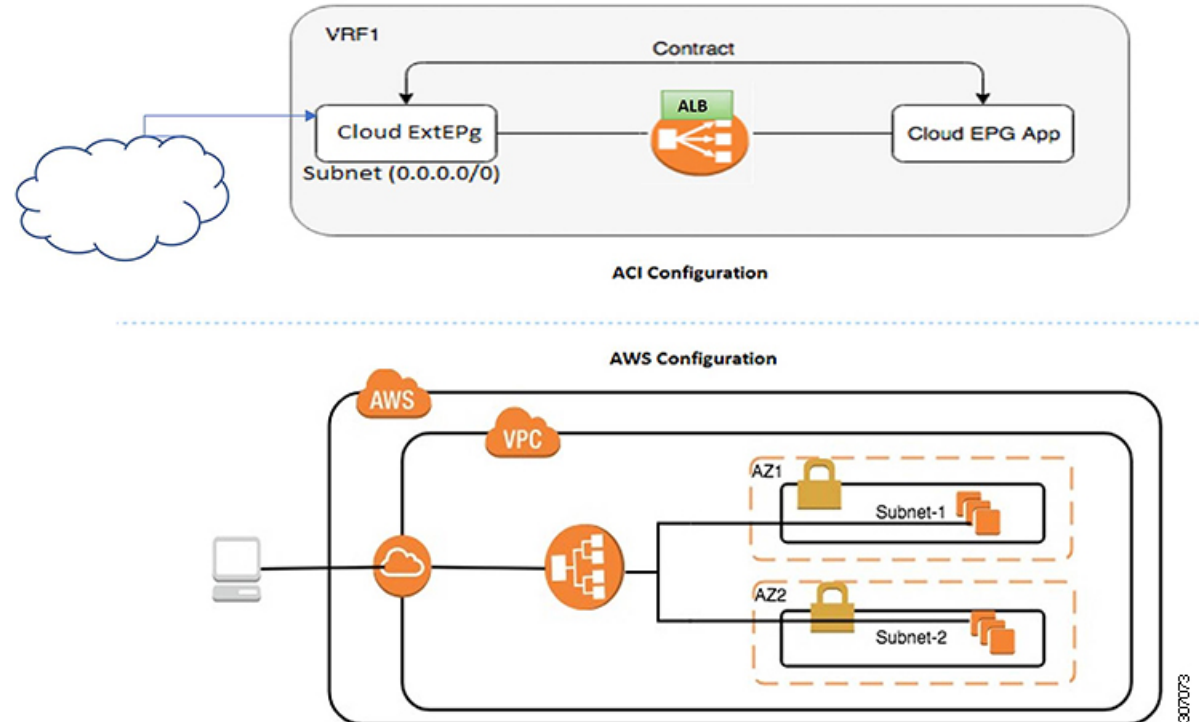 VRF1
Contract
ALB
Cloud ExtEPg
Cloud EPG App
Subnet (0.0.0.0/0)
ACI Configuration
AWS Configuration
AWS
VPC
AZ1
Subnet-1
AZ2
Subnet-2
307073